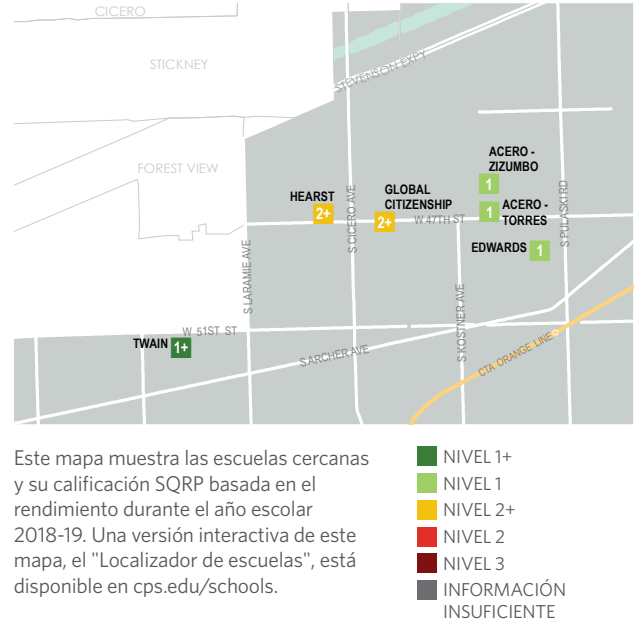 CICERO
STICKNEY
STEVENSON EXPY
FOREST VIEW
ACERO -
ZIZUMBO
1
HEARST
2+
GLOBAL
CITIZENSHIP
2+
W 47TH ST
1
ACERO -
TORRES
EDWARDS
1
S LARAMIE AVE
S CICERO AVE
S KOSTNER AVE
S PULASKI RD
W 51ST ST
TWAIN
1+
S ARCHER AVE
CTA ORANGE LINE
Este mapa muestra las escuelas cercanas
y su calificación SQRP basada en el
rendimiento durante el año escolar
2018-19. Una versión interactiva de este
mapa, el "Localizador de escuelas", está
disponible en cps.edu/schools.
NIVEL 1+
NIVEL 1
NIVEL 2+
NIVEL 2
NIVEL 3
INFORMACIÓN
INSUFICIENTE